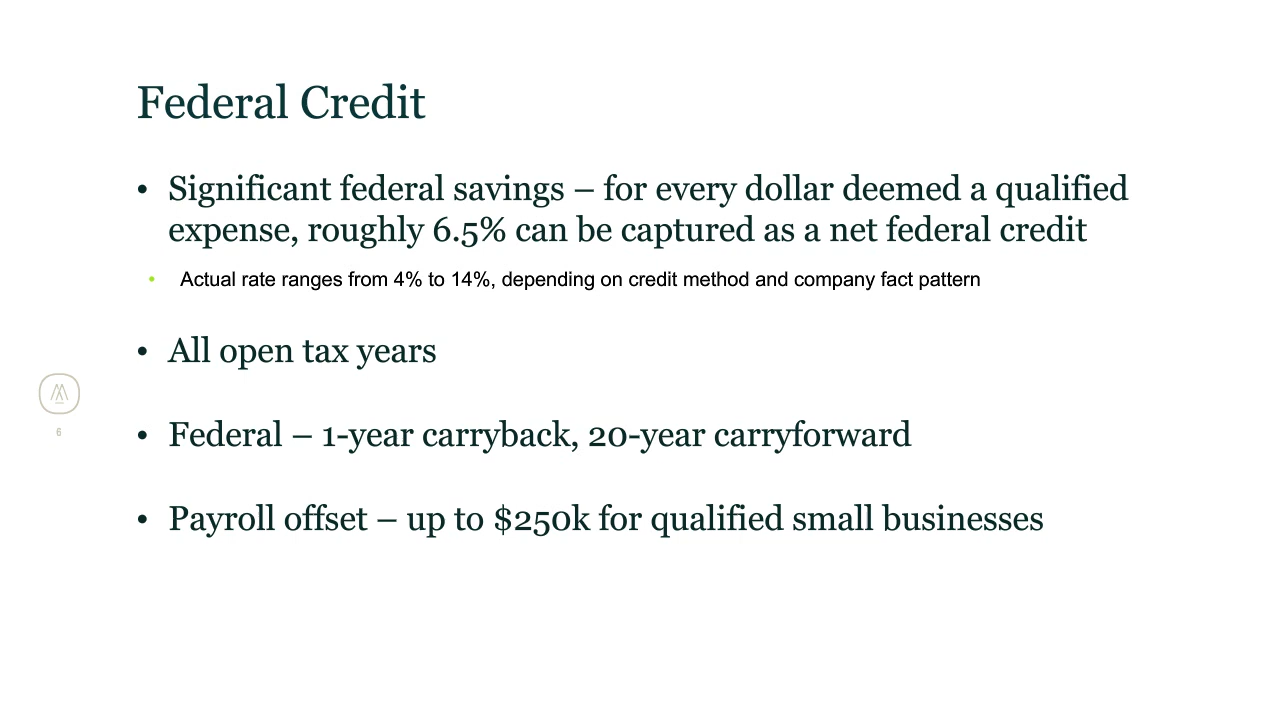 Federal Credit
• Significant federal savings – for every dollar deemed a qualified
expense, roughly 6.5% can be captured as a net federal credit
• Actual rate ranges from 4% to 14%, depending on credit method and company fact pattern
• All open tax years
• Federal – 1-year carryback, 20-year carryforward
• Payroll offset – up to $250k for qualified small businesses
6